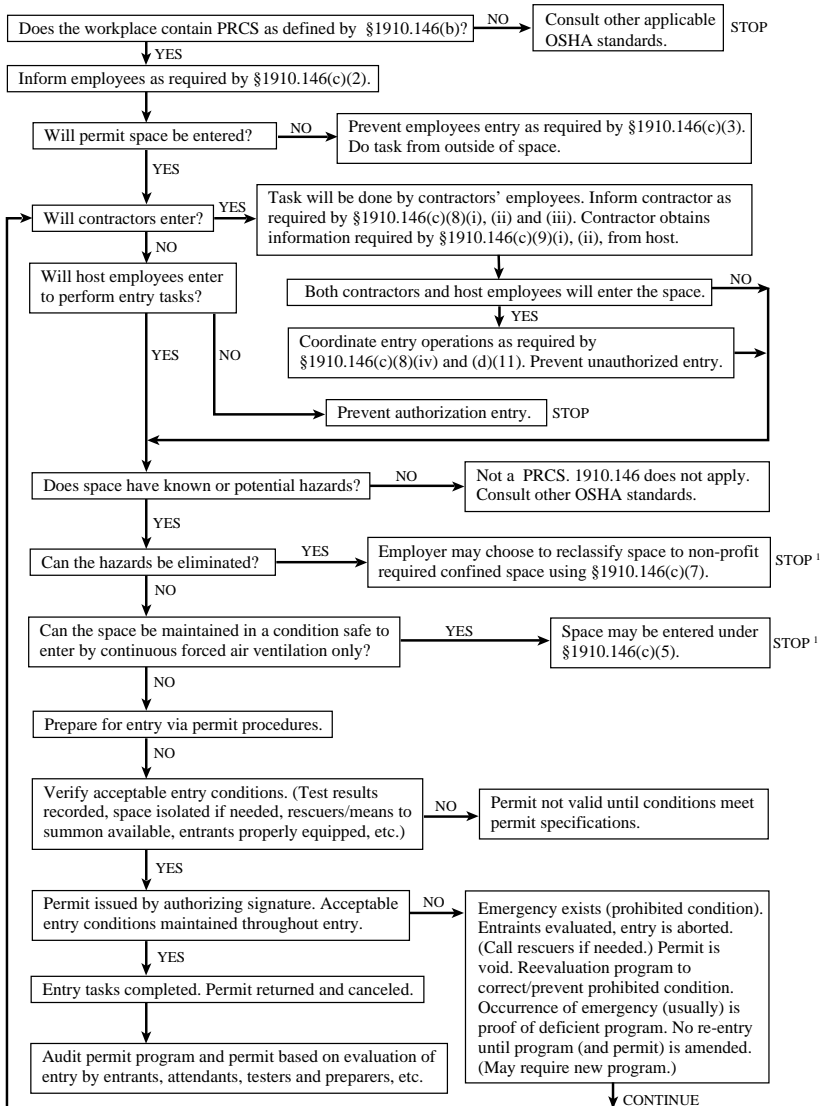 Does the workplace contain PRCS as defined by §1910.146(b)?
NO
Consult other applicable
OSHA standards.
STOP
YES
Inform employees as required by §1910.146(c)(2).
Will permit space be entered?
NO
Prevent employees entry as required by §1910.146(c)(3).
Do task from outside of space.
YES
Will contractors enter?
YES
Task will be done by contractors’ employees. Inform contractor as
required by §1910.146(c)(8)(i), (ii) and (iii). Contractor obtains
information required by §1910.146(c)(9)(i), (ii), from host.
NO
Will host employees enter
to perform entry tasks?
Both contractors and host employees will enter the space.
NO
YES
Coordinate entry operations as required by
§1910.146(c)(8)(iv) and (d)(11). Prevent unauthorized entry.
YES
NO
Prevent authorization entry.
STOP
Does space have known or potential hazards?
NO
Not a PRCS. 1910.146 does not apply.
Consult other OSHA standards.
YES
Can the hazards be eliminated?
YES
Employer may choose to reclassify space to non-profit
required confined space using §1910.146(c)(7).
STOP 1
NO
Can the space be maintained in a condition safe to
enter by continuous forced air ventilation only?
YES
Space may be entered under
§1910.146(c)(5).
STOP 1
NO
Prepare for entry via permit procedures.
NO
Verify acceptable entry conditions. (Test results
recorded, space isolated if needed, rescuers/means to
summon available, entrants properly equipped, etc.)
NO
Permit not valid until conditions meet
permit specifications.
YES
Permit issued by authorizing signature. Acceptable
entry conditions maintained throughout entry.
NO
Emergency exists (prohibited condition).
Entraints evaluated, entry is aborted.
(Call rescuers if needed.) Permit is
void. Reevaluation program to
correct/prevent prohibited condition.
Occurrence of emergency (usually) is
proof of deficient program. No re-entry
until program (and permit) is amended.
(May require new program.)
YES
Entry tasks completed. Permit returned and canceled.
Audit permit program and permit based on evaluation of
entry by entrants, attendants, testers and preparers, etc.
CONTINUE